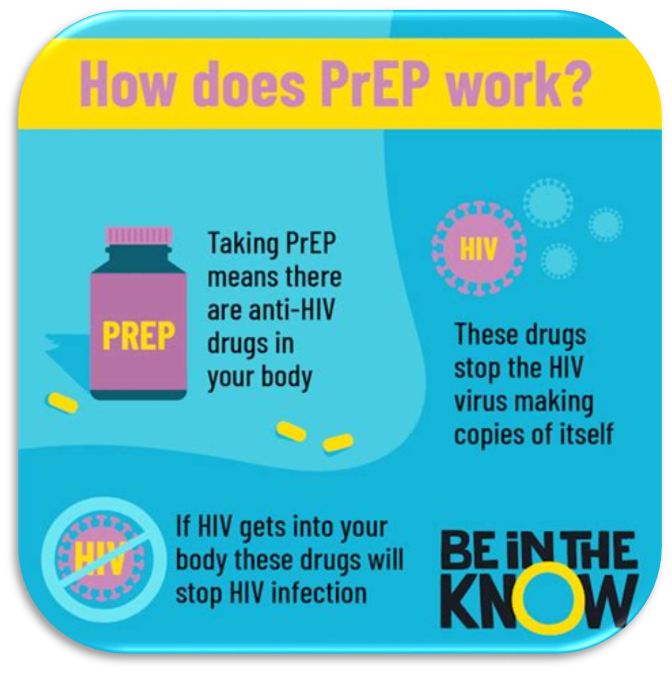 How does PrEP work?
PREP
Taking PrEP
means there
are anti-HIV
drugs in
your body
HIV
These drugs
stop the HIV
virus making
copies of itself
HIV
If HIV gets into your
body these drugs will
stop HIV infection
BE iN THE
KNOW